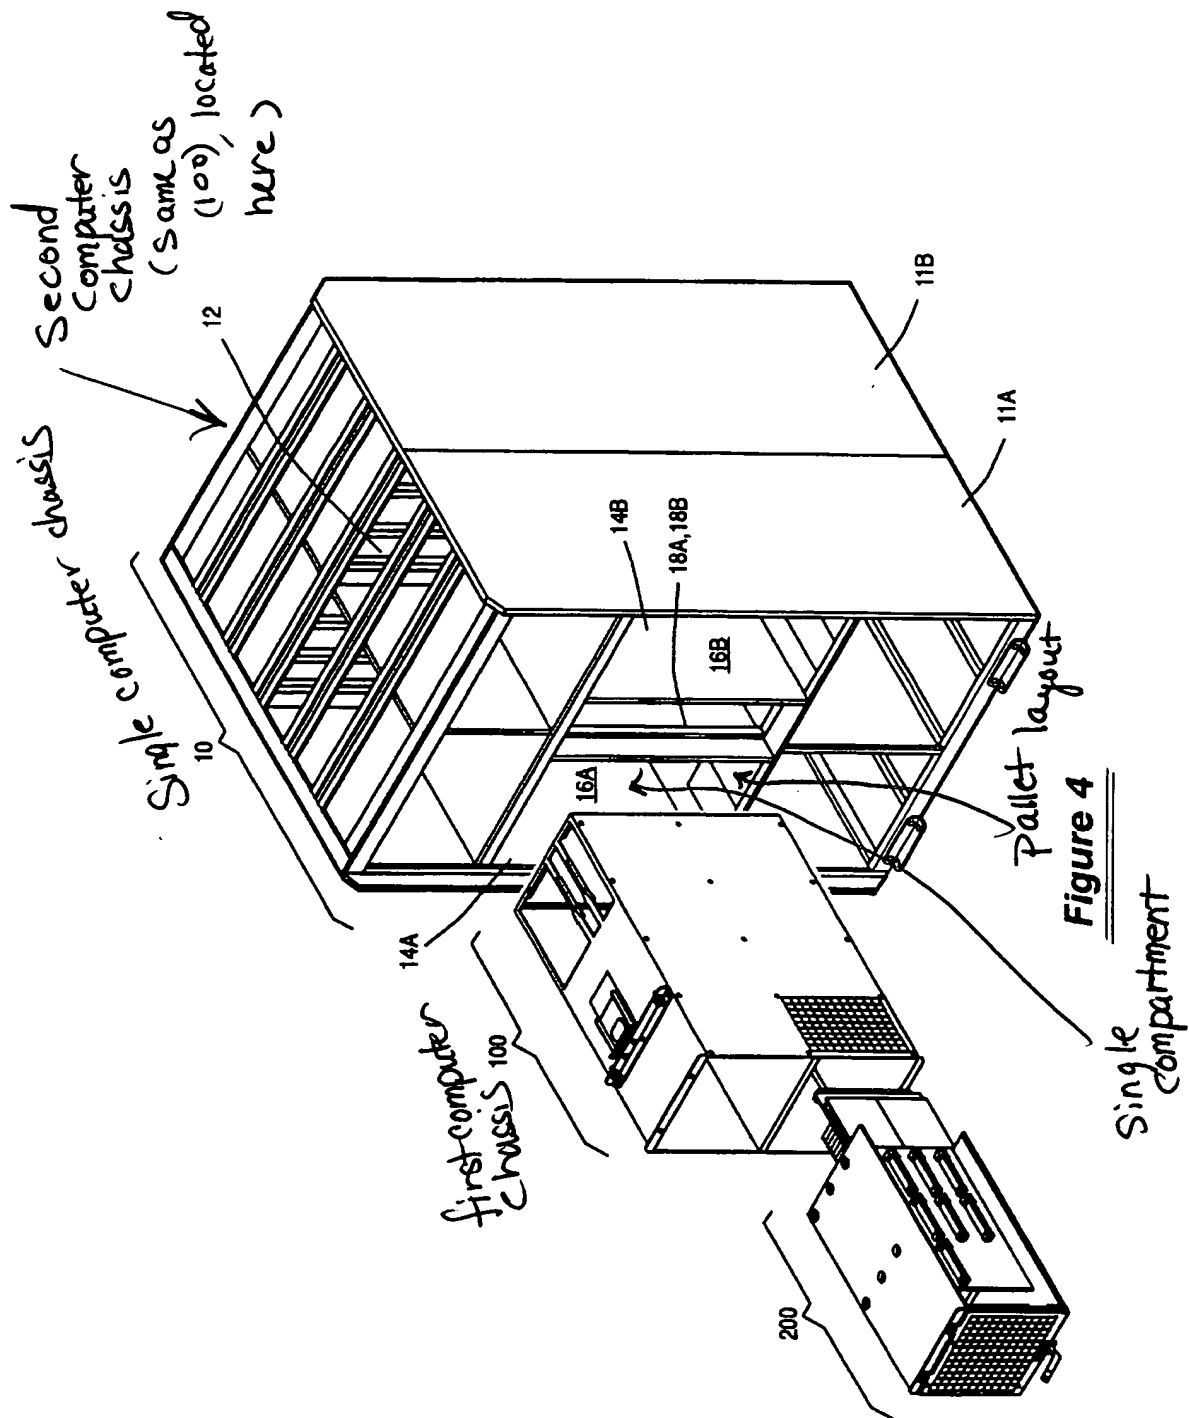 Second
Computer
chassis
(same as
(100), located
here)
12
Single computer chassis
10
14B
18A,18B
16B
16A
14A
11B
11A
first computer
chassis
100
200
Pallet layout
Figure 4
Single
compartment